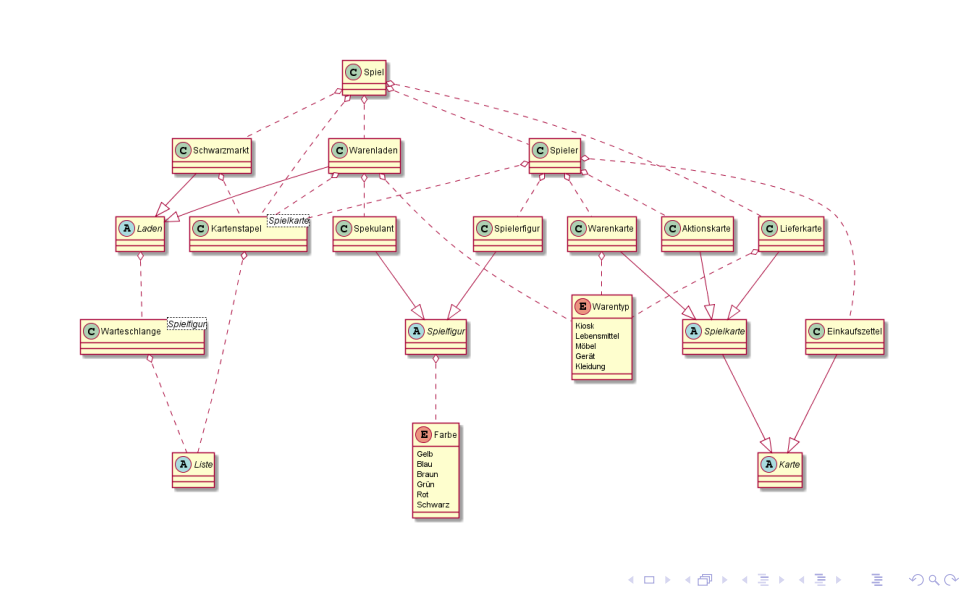 C Spiel
C Schwarzmarkt
C Warenladen
C Spieler
A Laden
C Kartenstapel
Spielkarte
C Spekulant
C Spielerfigur
C Warenkarte
C Aktionskarte
C Lieferkarte
C Warteschlange
Spielfigur
A Spielfigur
E Warentyp
Kiosk
Lebensmittel
Möbel
Gerät
Kleidung
A Spielkarte
C Einkaufszettel
A Liste
E Farbe
Gelb
Blau
Braun
Grün
Rot
Schwarz
A Karte